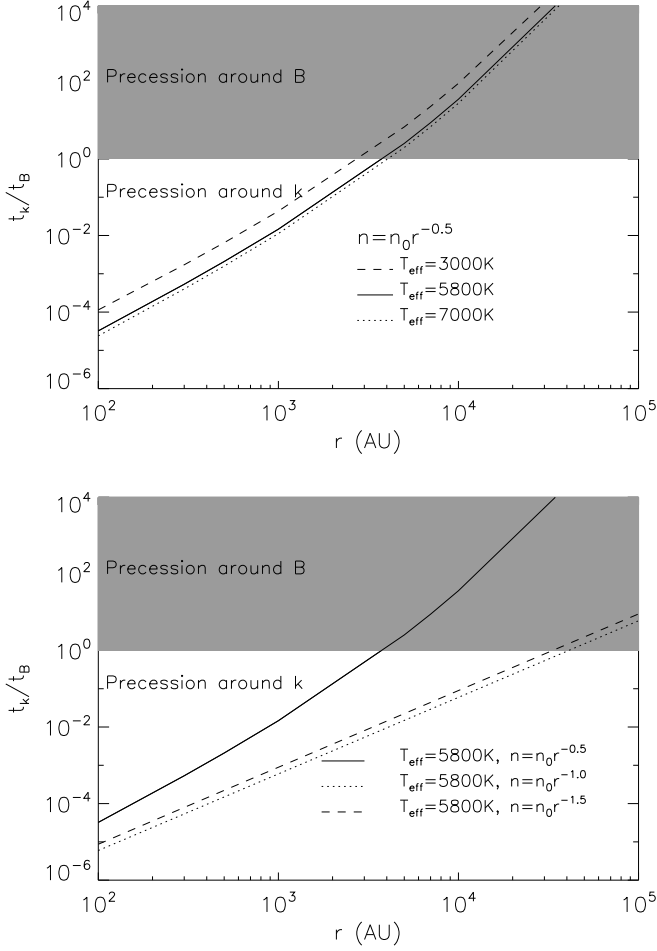 10^4
Precession around B
10^2
10^0
Precession around k
t_k/t_B
10^-2
n=n_0r^-0.5
T_eff=3000K
T_eff=5800K
10^-4
T_eff=7000K
10^-6
10^2 10^3 10^4 10^5
r (AU)
10^4
Precession around B
10^2
10^0
Precession around k
t_k/t_B
10^-2
T_eff=5800K, n=n_0r^-0.5
T_eff=5800K, n=n_0r^-1.0
10^-4
T_eff=5800K, n=n_0r^-1.5
10^-6
10^2 10^3 10^4 10^5
r (AU)